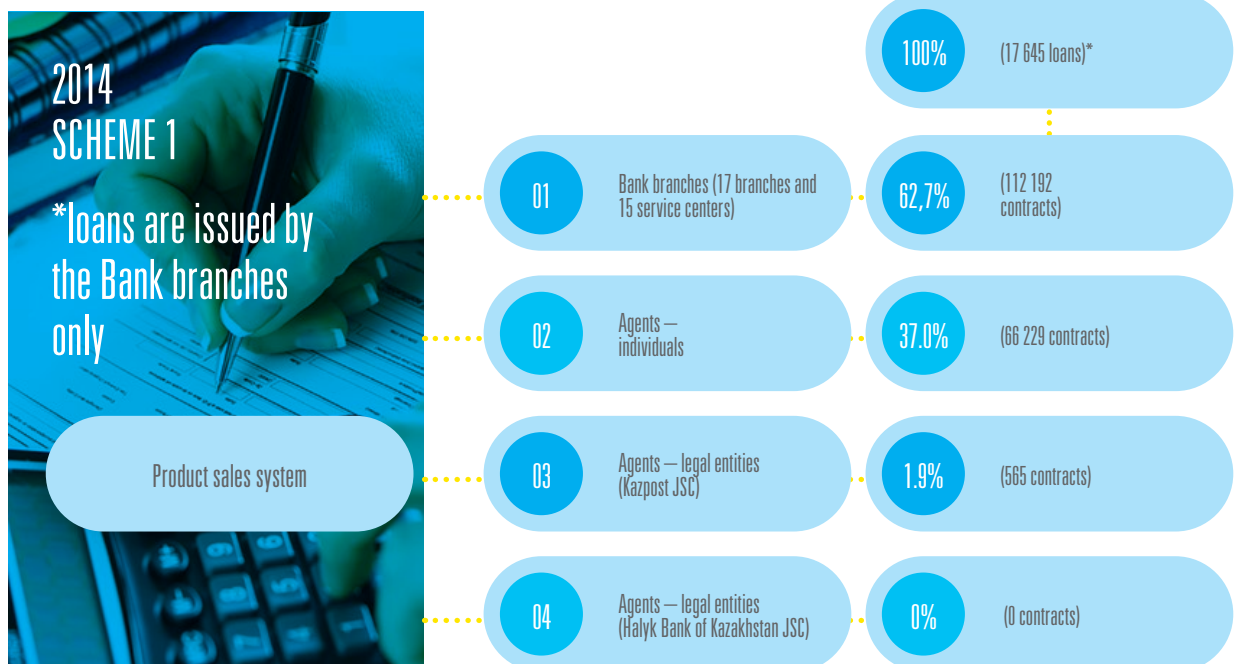 2014
SCHEME 1
*loans are issued by
the Bank branches
only
Product sales system
100%
(17 645 loans)*
01
Bank branches (17 branches and
15 service centers)
62,7%
(112 192
contracts)
02
Agents –
individuals
37.0%
(66 229 contracts)
03
Agents – legal entities
(Kazpost JSC)
1.9%
(565 contracts)
04
Agents – legal entities
(Halyk Bank of Kazakhstan JSC)
0%
(0 contracts)